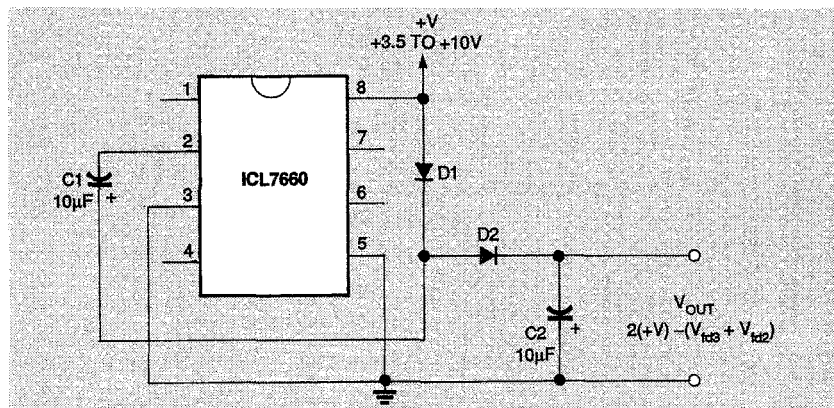 +V
+3.5 TO +10V
1
8
2
7
ICL7660
C1
10µF
+
D1
3
6
4
5
D2
C2
10µF
+
V_OUT
2(+V) –(V_fd3 + V_fd2)